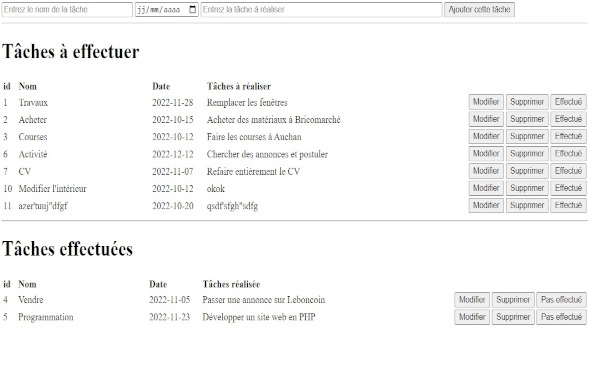 Entrez le nom de la tâche jj/mm/aaaa Entrez la tâche à réaliser Ajouter cette tâche
Tâches à effectuer
id Nom Date Tâches à réaliser
1 Travaux 2022-11-28 Remplacer les fenêtres Modifier Supprimer Effectué
2 Acheter 2022-10-15 Acheter des matériaux à Bricomarché Modifier Supprimer Effectué
3 Courses 2022-10-12 Faire les courses à Auchan Modifier Supprimer Effectué
6 Activité 2022-12-12 Chercher des annonces et postuler Modifier Supprimer Effectué
7 CV 2022-11-07 Refaire entièrement le CV Modifier Supprimer Effectué
10 Modifier l'intérieur 2022-10-12 okok Modifier Supprimer Effectué
11 azer'tuuj"dfgf 2022-10-20 qsdf'sfgh"sdfg Modifier Supprimer Effectué
Tâches effectuées
id Nom Date Tâches réalisée
4 Vendre 2022-11-05 Passer une annonce sur Leboncoin Modifier Supprimer Pas effectué
5 Programmation 2022-11-23 Développer un site web en PHP Modifier Supprimer Pas effectué